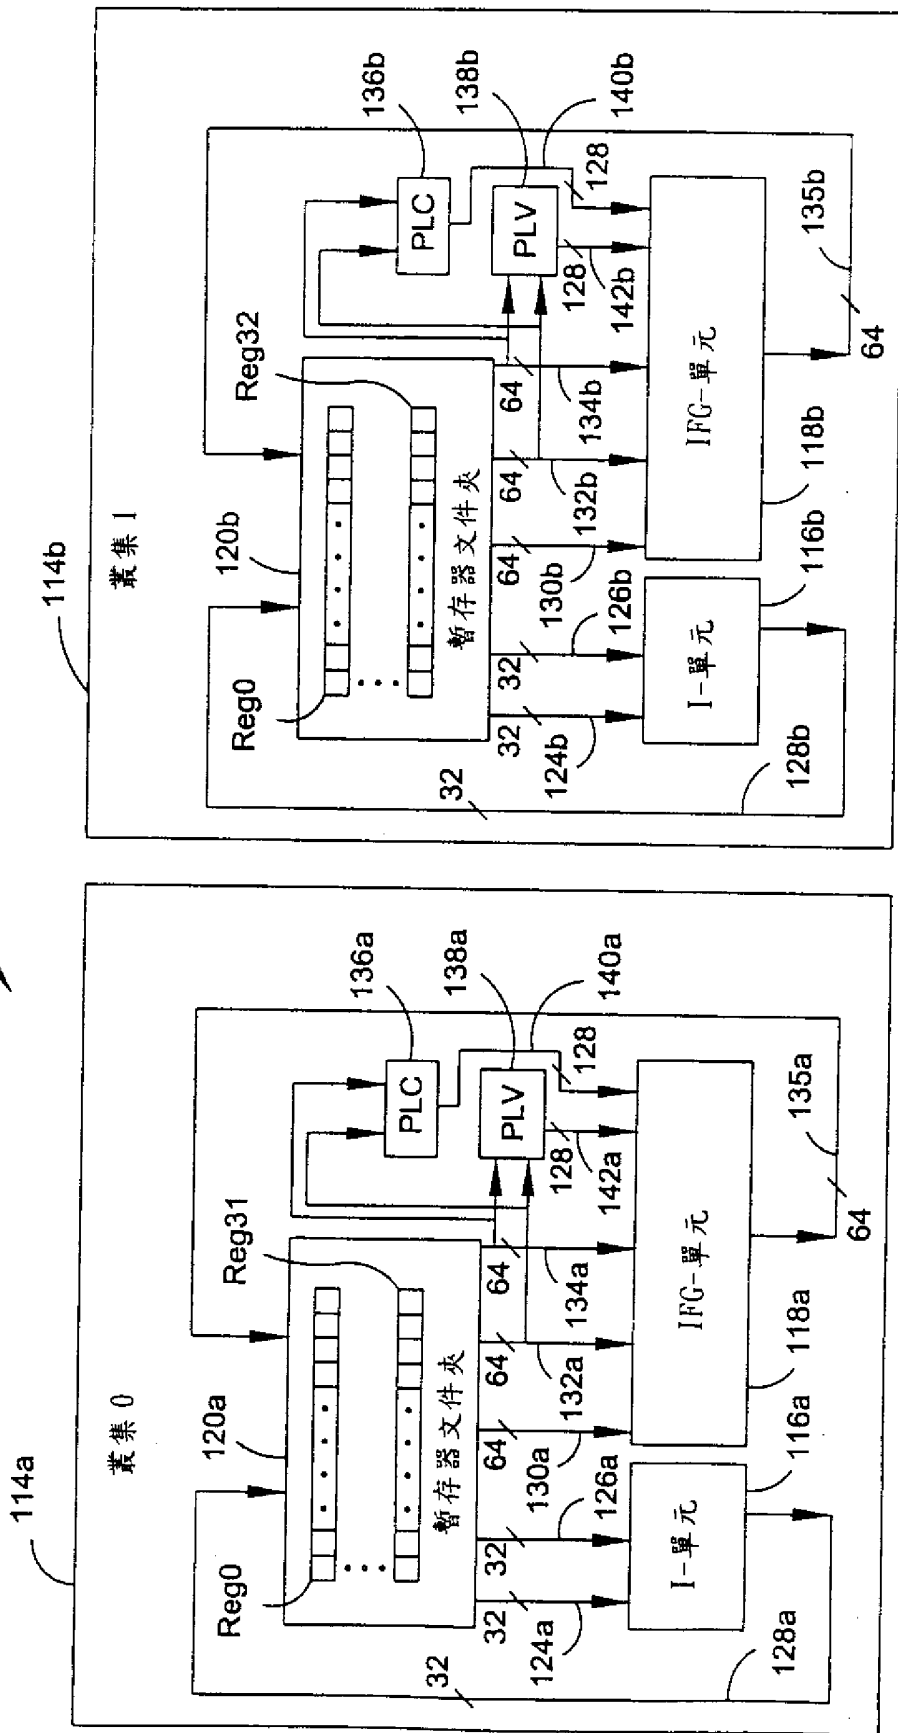 114a
叢集 0
120a
Reg0
Reg31
暫存器文件夾
136a
PLC
138a
PLV
140a
128
128
142a
64
134a
64
132a
64
130a
32
126a
32
124a
32
I-單元
116a
IFG-單元
118a
128a
135a
64
114b
叢集 1
120b
Reg0
Reg32
暫存器文件夾
136b
PLC
138b
PLV
140b
128
128
142b
64
134b
64
132b
64
130b
32
126b
32
124b
32
I-單元
116b
IFG-單元
118b
128b
135b
64